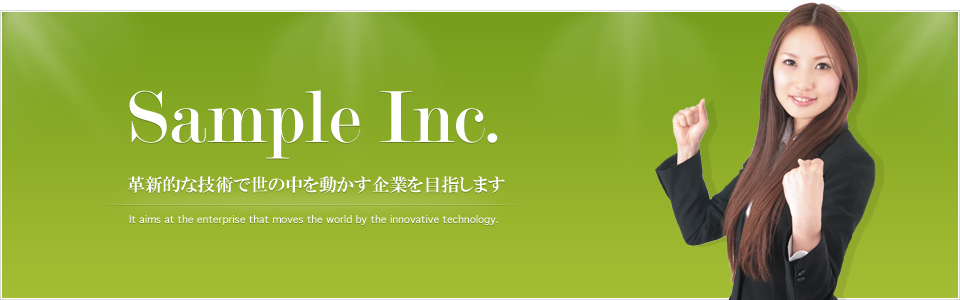 Sample Inc.
革新的な技術で世の中を動かす企業を目指します
It aims at the enterprise that moves the world by the innovative technology.